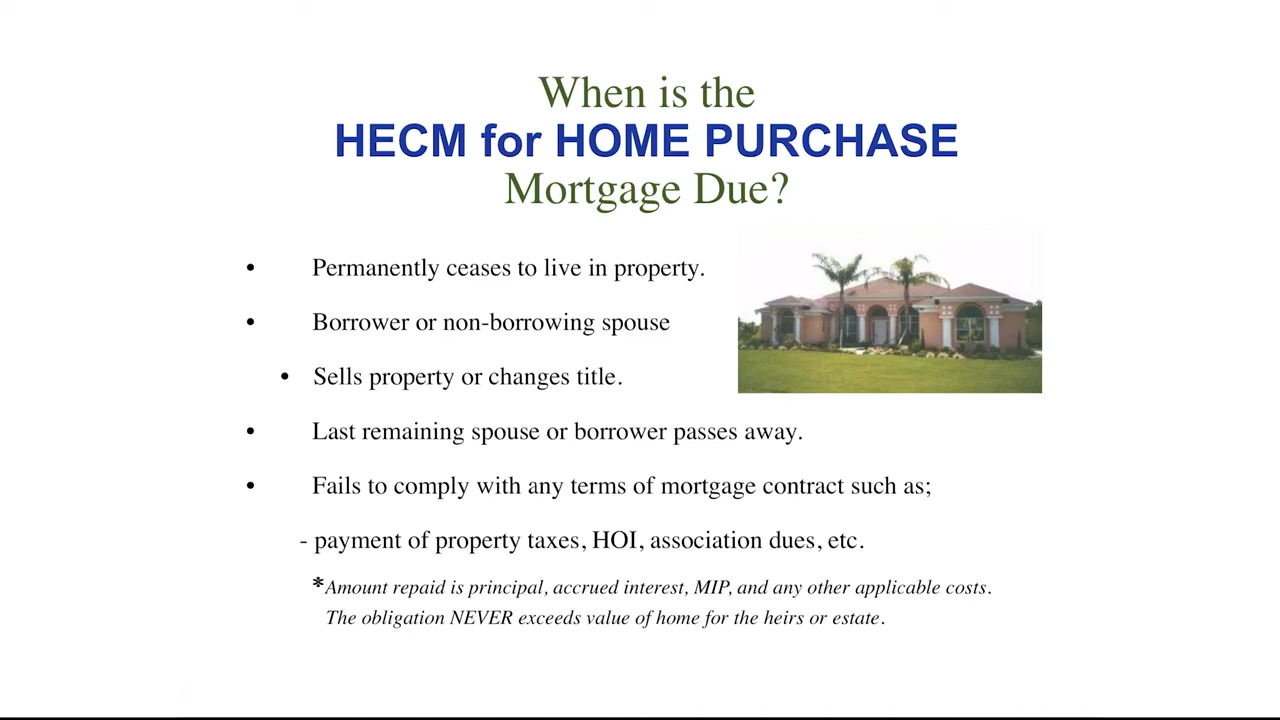 When is the
HECM for HOME PURCHASE
Mortgage Due?
• Permanently ceases to live in property.
• Borrower or non-borrowing spouse
• Sells property or changes title.
• Last remaining spouse or borrower passes away.
• Fails to comply with any terms of mortgage contract such as;
- payment of property taxes, HOI, association dues, etc.
*Amount repaid is principal, accrued interest, MIP, and any other applicable costs.
The obligation NEVER exceeds value of home for the heirs or estate.